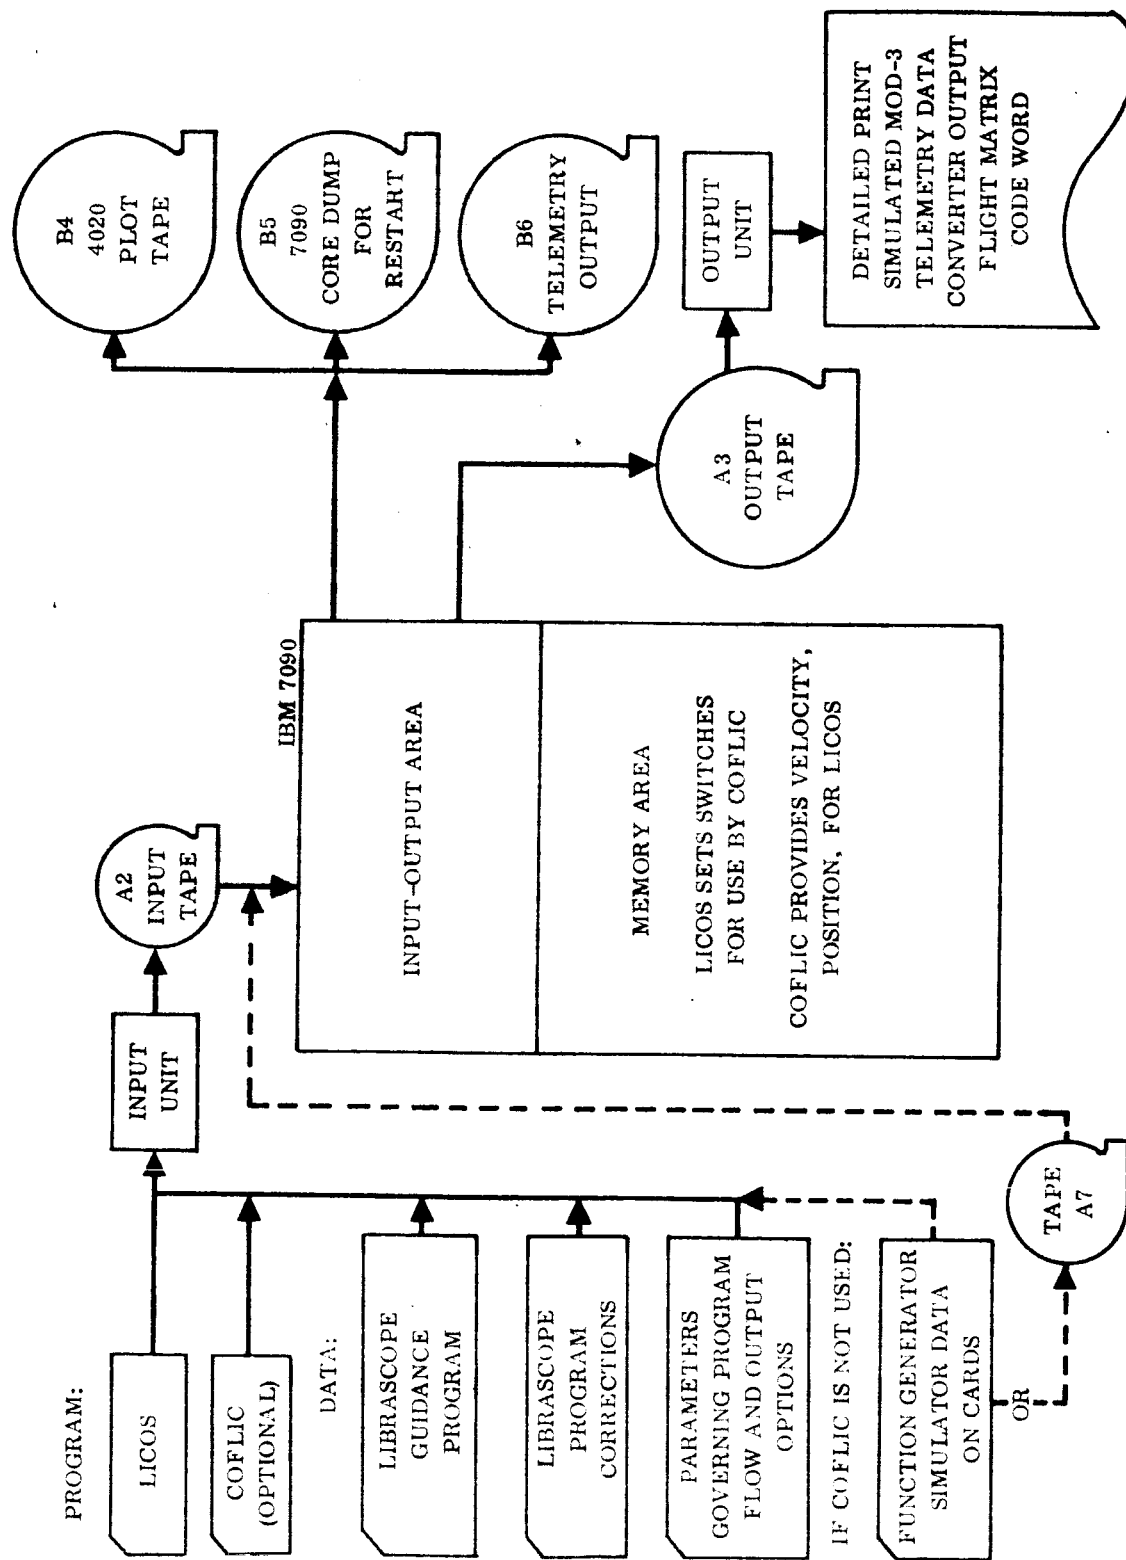 PROGRAM:
LICOS
COFLIC
(OPTIONAL)
DATA:
LIBRASCOPE
GUIDANCE
PROGRAM
LIBRASCOPE
PROGRAM
CORRECTIONS
PARAMETERS
GOVERNING PROGRAM
FLOW AND OUTPUT
OPTIONS
IF COFLIC IS NOT USED:
FUNCTION GENERATOR
SIMULATOR DATA
ON CARDS
OR
TAPE
A7
INPUT
UNIT
A2
INPUT
TAPE
IBM 7090
INPUT-OUTPUT AREA
MEMORY AREA
LICOS SETS SWITCHES
FOR USE BY COFLIC
COFLIC PROVIDES VELOCITY,
POSITION, FOR LICOS
B4
4020
PLOT
TAPE
B5
7090
CORE DUMP
FOR
RESTART
B6
TELEMETRY
OUTPUT
A3
OUTPUT
TAPE
OUTPUT
UNIT
DETAILED PRINT
SIMULATED MOD-3
TELEMETRY DATA
CONVERTER OUTPUT
FLIGHT MATRIX
CODE WORD